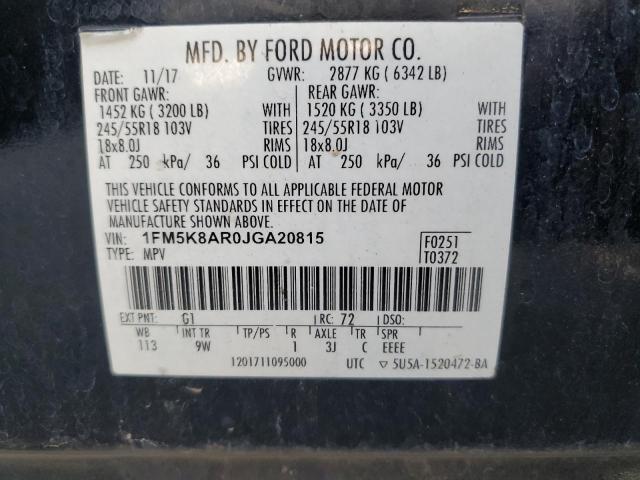 MFD. BY FORD MOTOR CO.
DATE: 11/17 GVWR: 2877 KG ( 6342 LB)
FRONT GAWR: REAR GAWR:
1452 KG ( 3200 LB) WITH 1520 KG ( 3350 LB) WITH
245/55R18 103V TIRES 245/55R18 103V TIRES
18x8.0J RIMS 18x8.0J RIMS
AT 250 kPa/ 36 PSI COLD AT 250 kPa/ 36 PSI COLD
THIS VEHICLE CONFORMS TO ALL APPLICABLE FEDERAL MOTOR
VEHICLE SAFETY STANDARDS IN EFFECT ON THE DATE OF
MANUFACTURE SHOWN ABOVE.
VIN: 1FM5K8AR0JGA20815 F0251
TYPE: MPV T0372
EXT PNT: G1 RC: 72 DSO:
WB INT TR TP/PS R AXLE TR SPR
113 9W 1 3J C EEEE
1201711095000 UTC ▽ 5U5A-1520472-BA